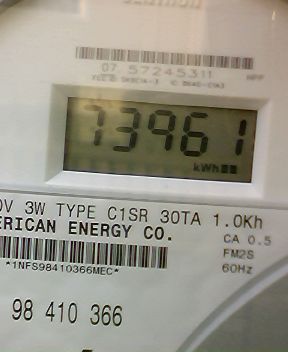 07 57245311
73961
kWh
0V 3W TYPE C1SR 30TA 1.0Kh
ERICAN ENERGY CO.
CA 0.5
*1NFS98410366MEC*
FM2S
60Hz
98 410 366